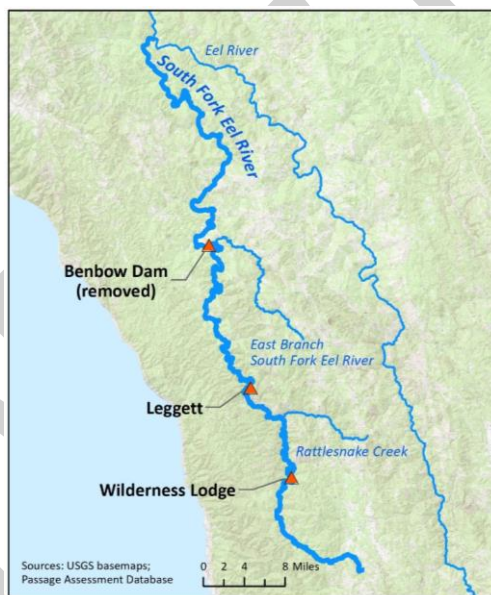 Eel River
South Fork Eel River
Benbow Dam
(removed)
East Branch
South Fork Eel River
Leggett
Rattlesnake Creek
Wilderness Lodge
Sources: USGS basemaps;
Passage Assessment Database
0 2 4 8 Miles